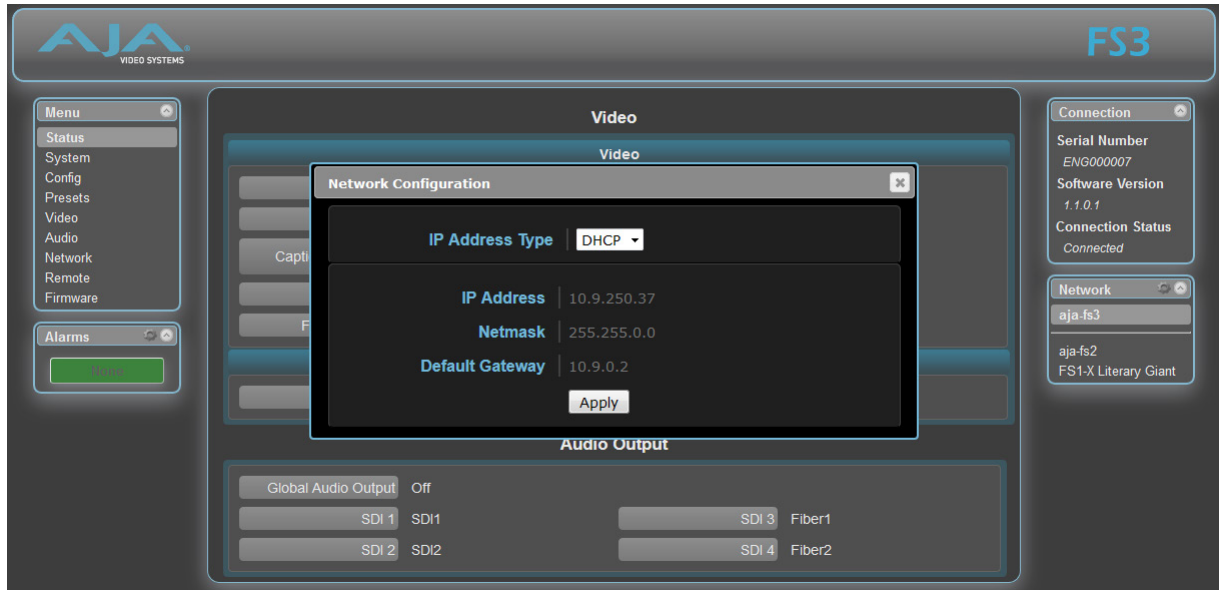 AJA
VIDEO SYSTEMS
FS3
Menu
Status
System
Config
Presets
Video
Audio
Network
Remote
Firmware
Alarms
None
Video
Video
Capti
F
Network Configuration
IP Address Type DHCP
IP Address 10.9.250.37
Netmask 255.255.0.0
Default Gateway 10.9.0.2
Apply
Audio Output
Global Audio Output Off
SDI 1 SDI1 SDI 3 Fiber1
SDI 2 SDI2 SDI 4 Fiber2
Connection
Serial Number
ENG000007
Software Version
1.1.0.1
Connection Status
Connected
Network
aja-fs3
aja-fs2
FS1-X Literary Giant